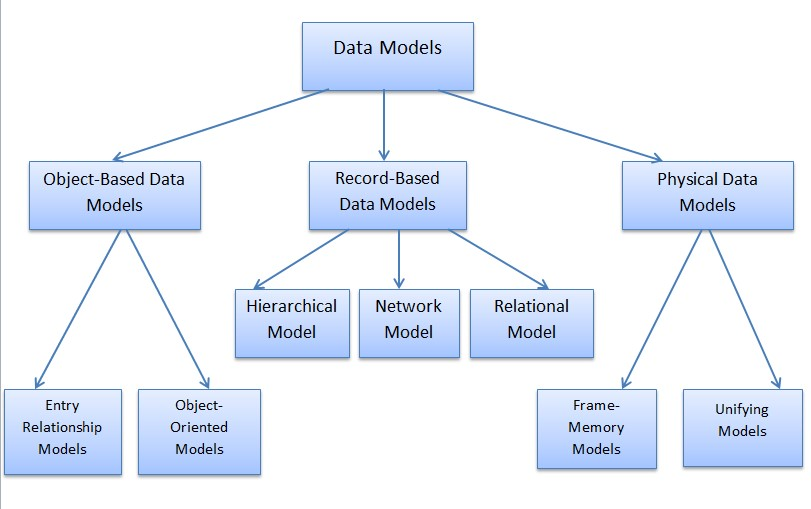 Data Models
Object-Based Data
Models
Record-Based
Data Models
Physical Data
Models
Hierarchical
Model
Network
Model
Relational
Model
Entry
Relationship
Models
Object-
Oriented
Models
Frame-
Memory
Models
Unifying
Models